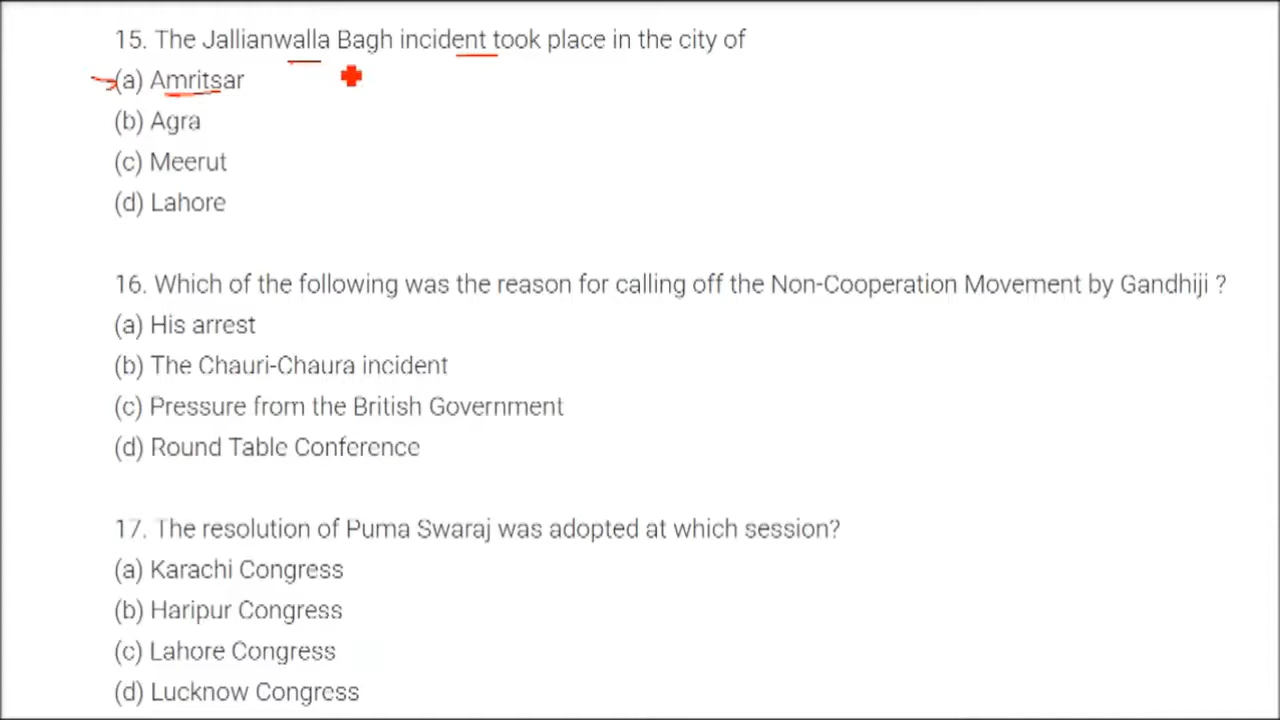 15. The Jallianwalla Bagh incident took place in the city of
(a) Amritsar
(b) Agra
(c) Meerut
(d) Lahore
16. Which of the following was the reason for calling off the Non-Cooperation Movement by Gandhiji ?
(a) His arrest
(b) The Chauri-Chaura incident
(c) Pressure from the British Government
(d) Round Table Conference
17. The resolution of Puma Swaraj was adopted at which session?
(a) Karachi Congress
(b) Haripur Congress
(c) Lahore Congress
(d) Lucknow Congress